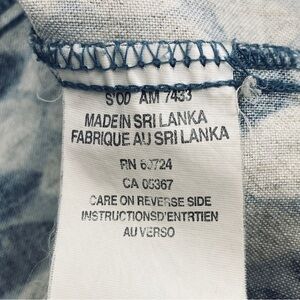 S'00 AM 7433
MADE IN SRI LANKA
FABRIQUE AU SRI LANKA
RN
CA 05367
CARE ON REVERSE SIDE
INSTRUCTIONSD'ENTRTIEN
AU VERSO